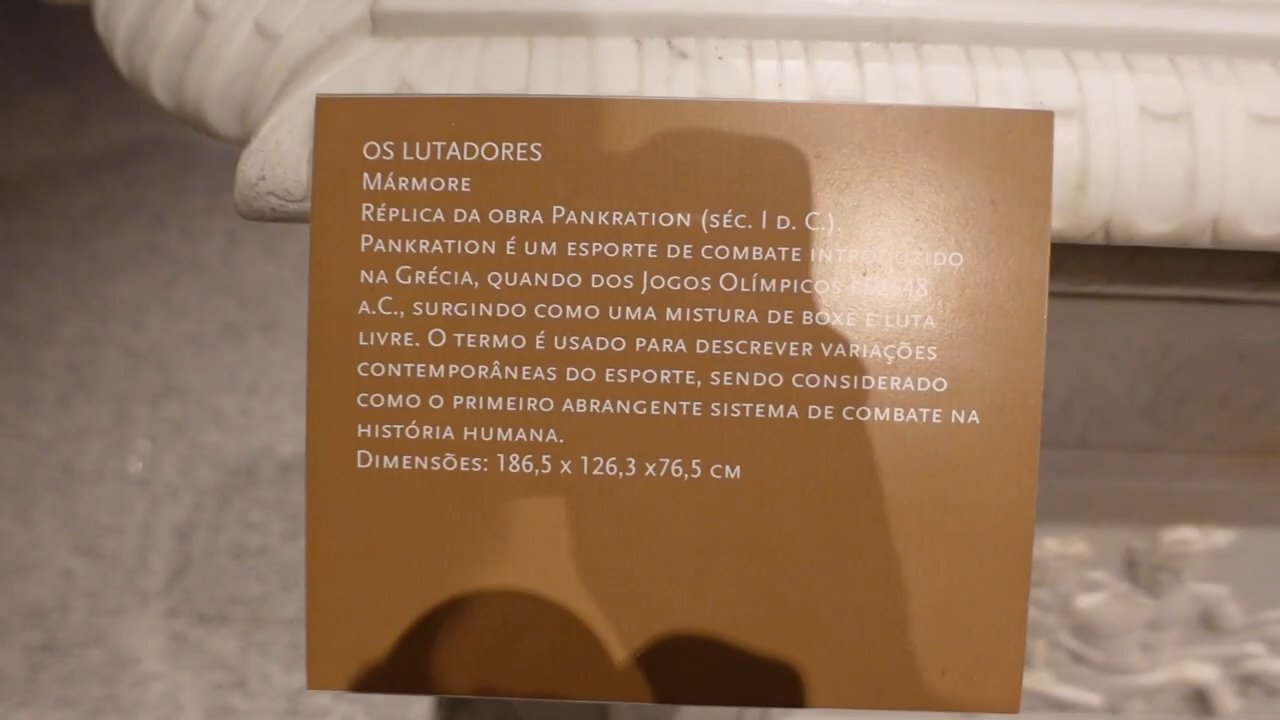 OS LUTADORES
MÁRMORE
RÉPLICA DA OBRA PANKRATION (SÉC. I D. C.).
PANKRATION É UM ESPORTE DE COMBATE INTRODUZIDO
NA GRÉCIA, QUANDO DOS JOGOS OLÍMPICOS EM 648
A.C., SURGINDO COMO UMA MISTURA DE BOXE E LUTA
LIVRE. O TERMO É USADO PARA DESCREVER VARIAÇÕES
CONTEMPORÂNEAS DO ESPORTE, SENDO CONSIDERADO
COMO O PRIMEIRO ABRANGENTE SISTEMA DE COMBATE NA
HISTÓRIA HUMANA.
DIMENSÕES: 186,5 X 126,3 X76,5 CM